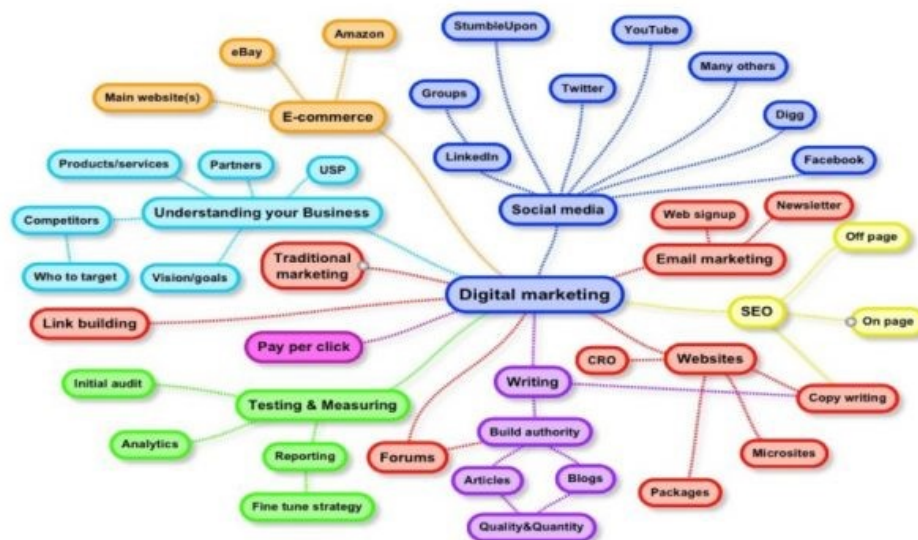 StumbleUpon
YouTube
Amazon
eBay
Many others
Main website(s)
E-commerce
Groups
Twitter
Digg
LinkedIn
Facebook
Products/services
Partners
USP
Social media
Web signup
Newsletter
Competitors
Understanding your Business
Off page
Who to target
Vision/goals
Traditional
marketing
Email marketing
Digital marketing
SEO
Link building
Pay per click
On page
CRO
Websites
Initial audit
Writing
Copy writing
Testing & Measuring
Build authority
Analytics
Reporting
Forums
Microsites
Articles
Blogs
Packages
Fine tune strategy
Quality&Quantity